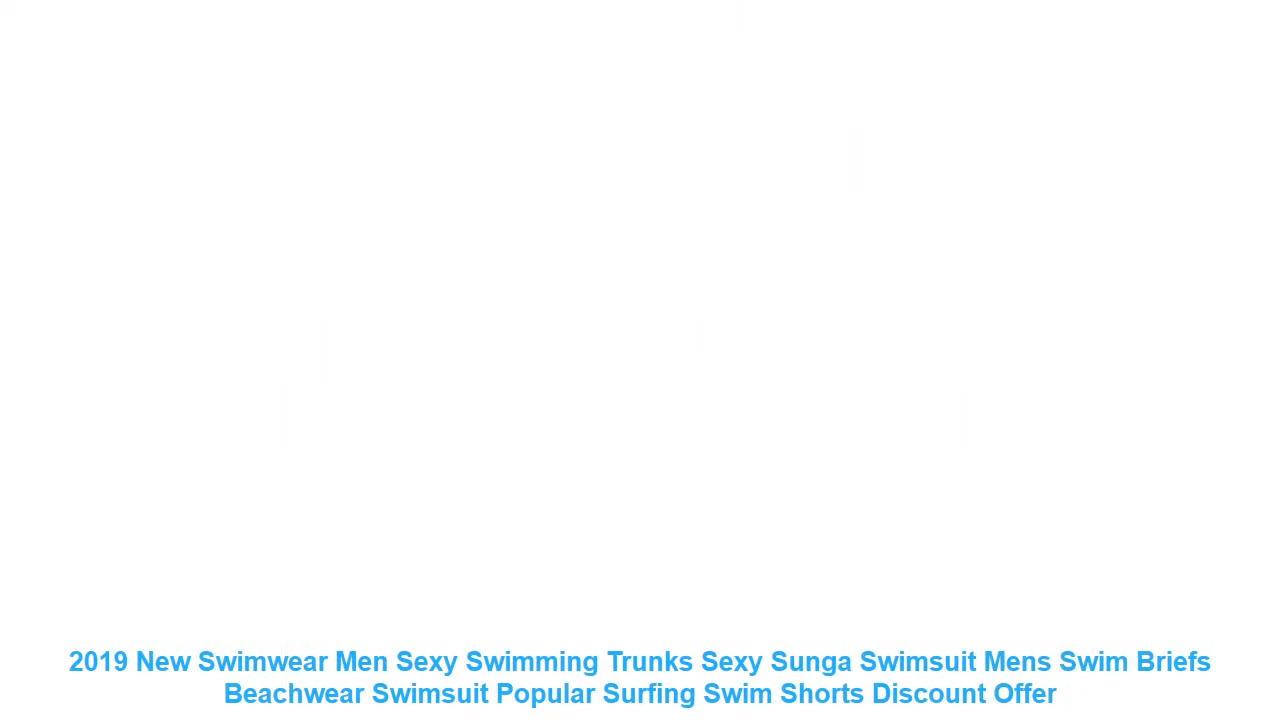 2019 New Swimwear Men Sexy Swimming Trunks Sexy Sunga Swimsuit Mens Swim Briefs
Beachwear Swimsuit Popular Surfing Swim Shorts Discount Offer